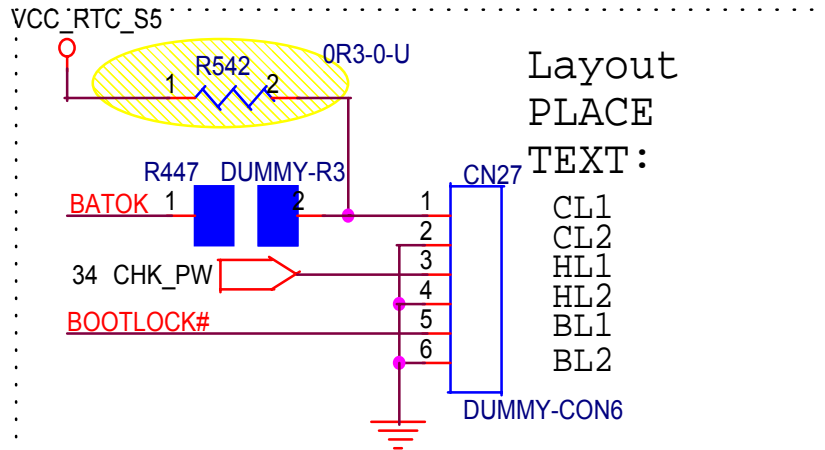 VCC_RTC_S5
R542
0R3-0-U
1
2
Layout
PLACE
TEXT:
R447
DUMMY-R3
CN27
BATOK
1
2
1
CL1
2
CL2
34 CHK_PW
3
HL1
4
HL2
BOOTLOCK#
5
BL1
6
BL2
DUMMY-CON6